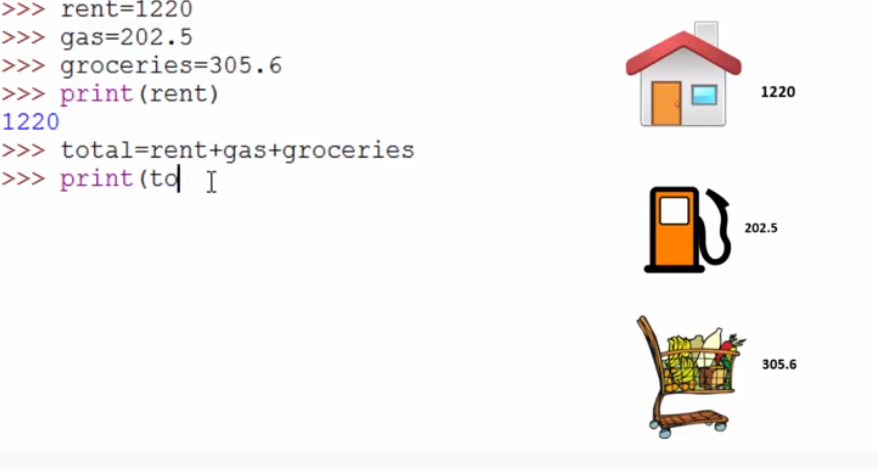 >>> rent=1220
>>> gas=202.5
>>> groceries=305.6
>>> print(rent)
1220
>>> total=rent+gas+groceries
>>> print(to
1220
202.5
305.6